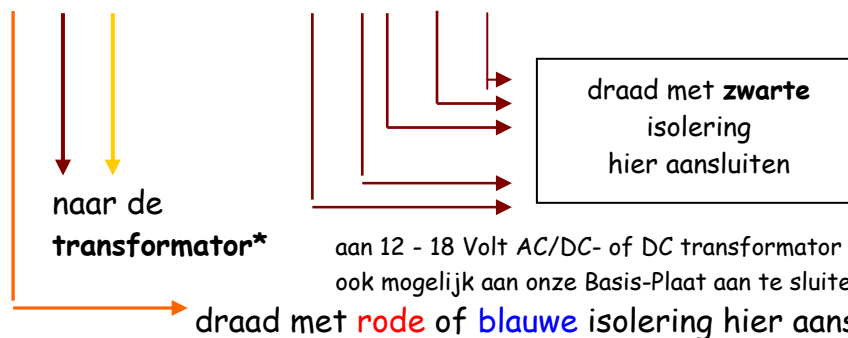 draad met zwarte
isolering
hier aansluiten
naar de
transformator*
aan 12 - 18 Volt AC/DC- of DC transformator
ook mogelijk aan onze Basis-Plaat aan te sluite
draad met rode of blauwe isolering hier aans